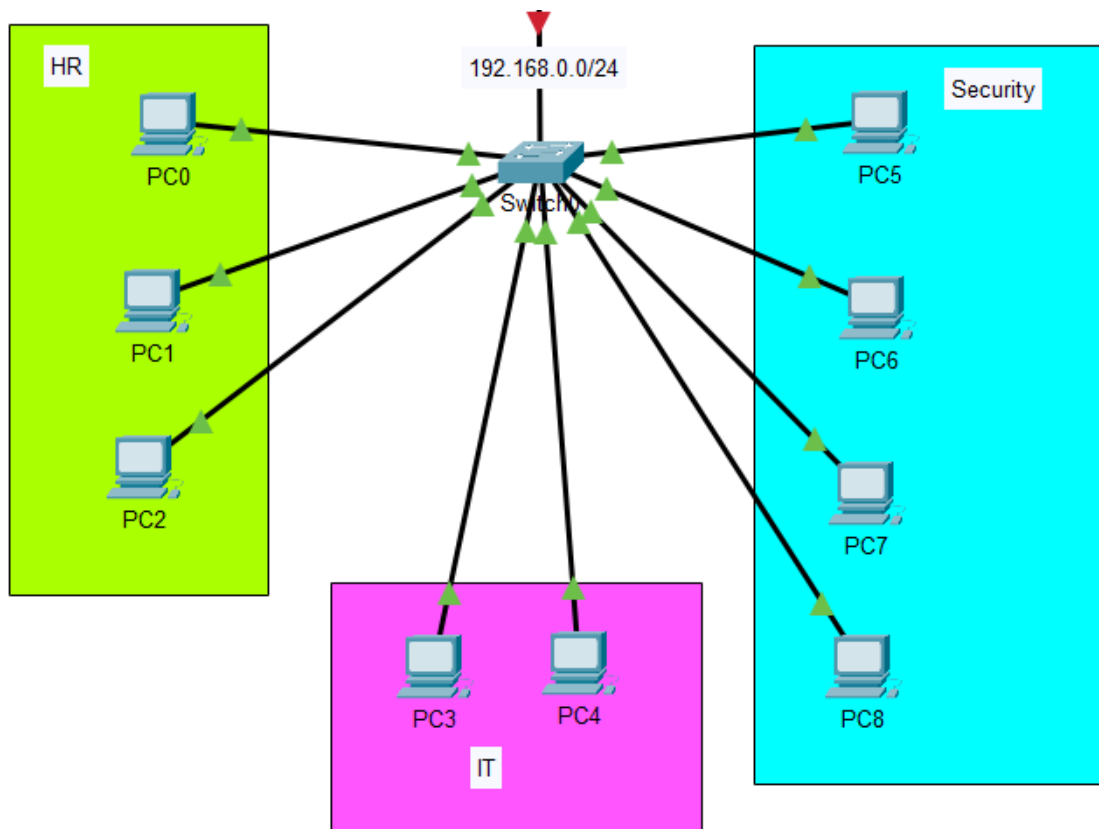 HR
192.168.0.0/24
Security
PC0
PC5
Switch0
PC1
PC6
PC2
PC7
PC3
PC4
PC8
IT